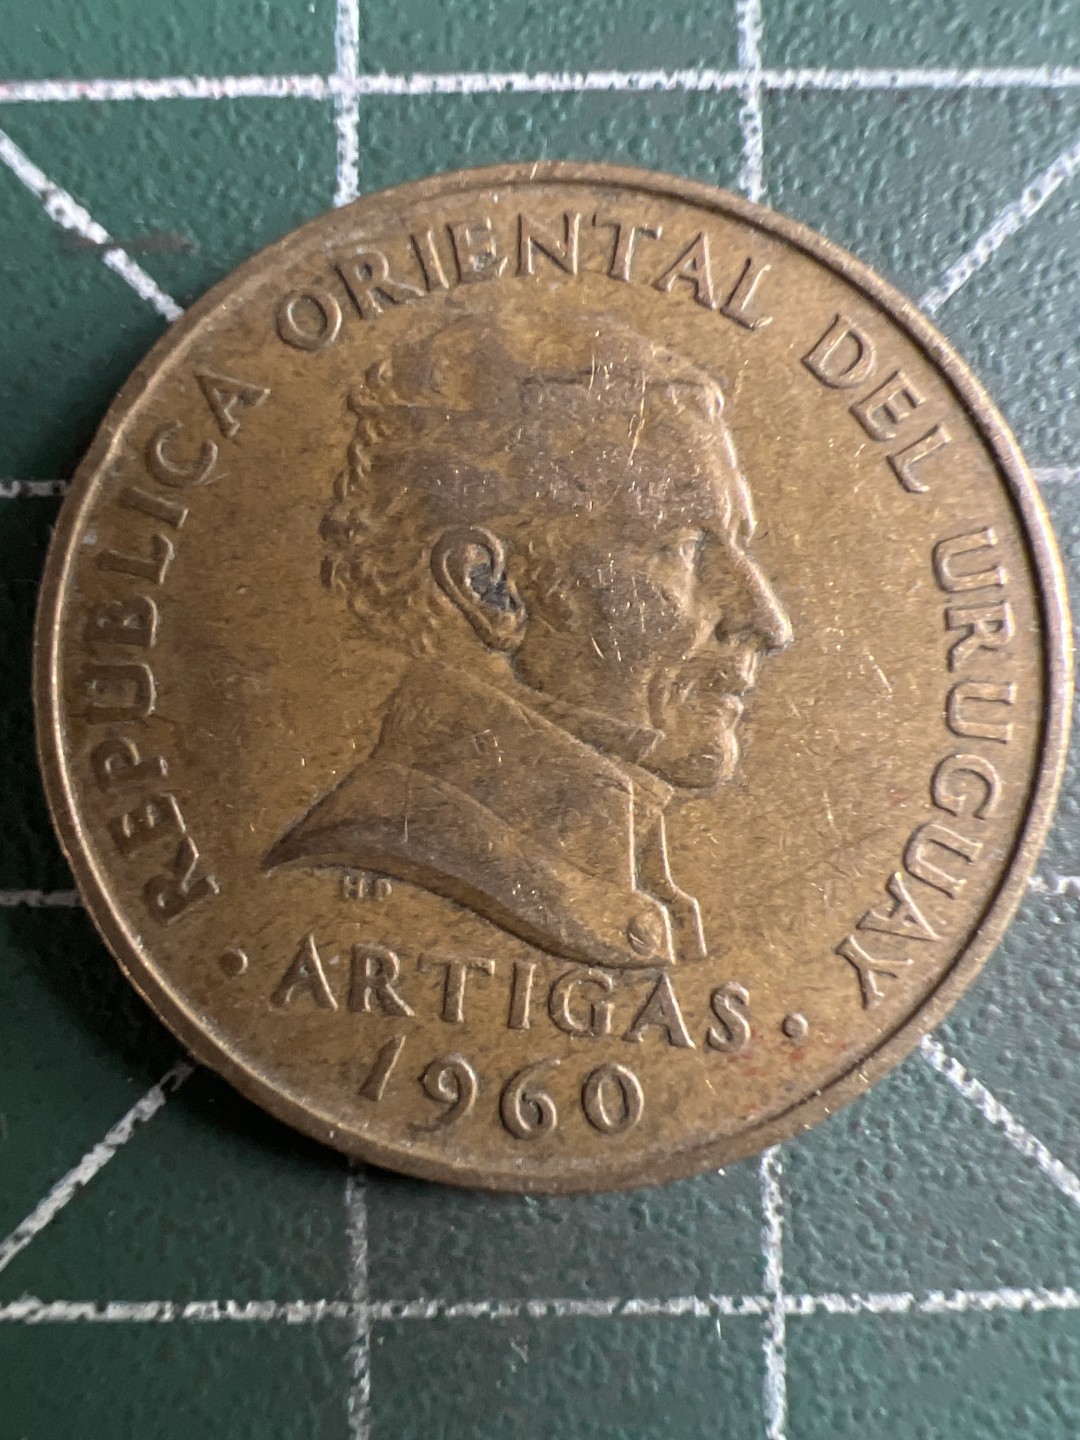 REPUBLICA ORIENTAL DEL URUGUAY
HP
· ARTIGAS ·
1960